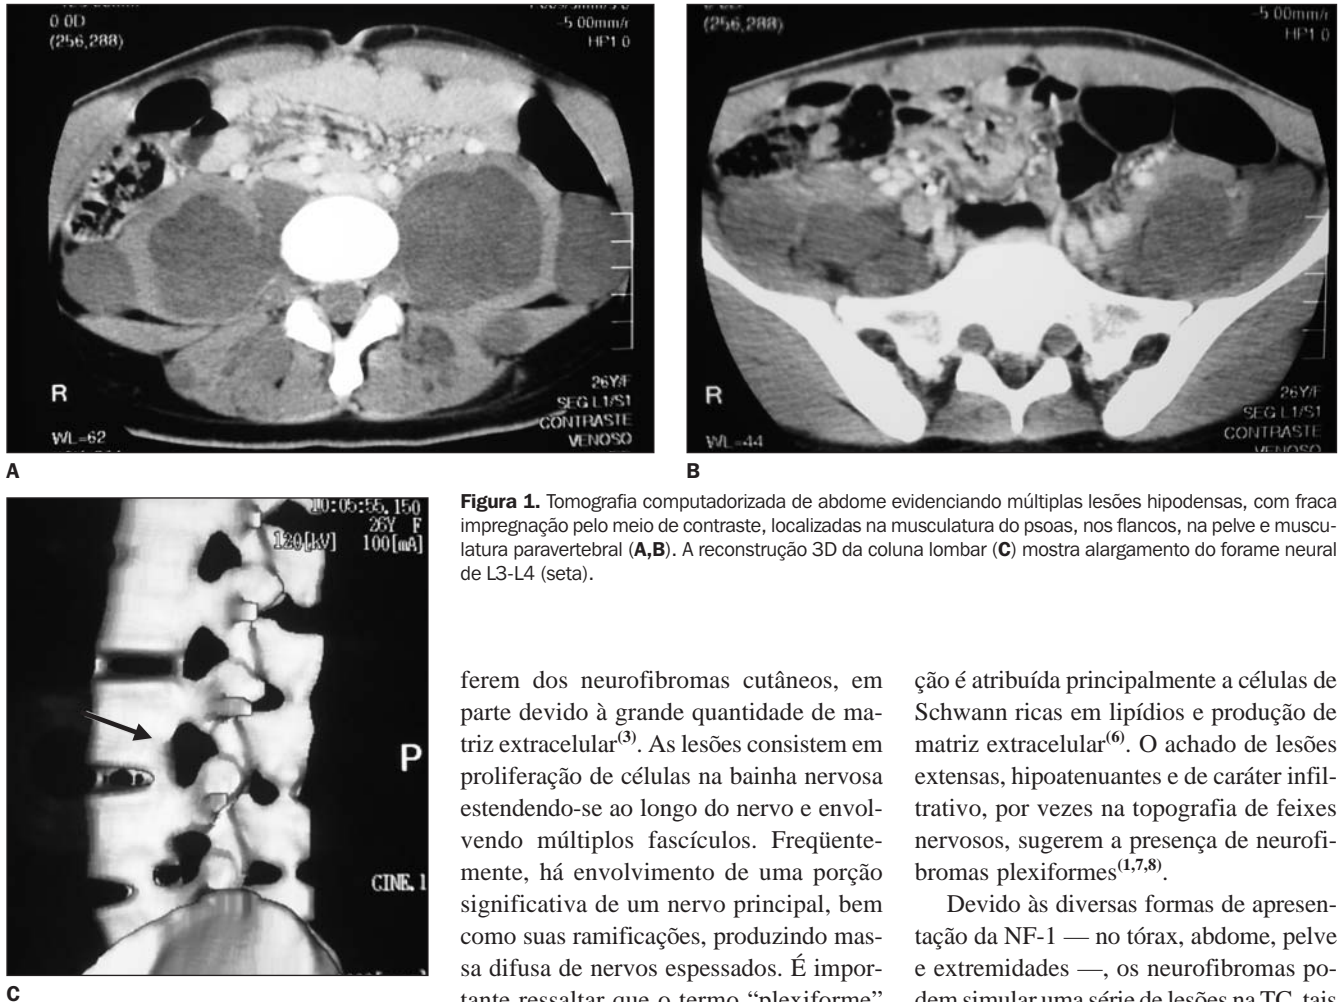 0 0D
(256,288)
-5 00mm/r
HP1 0
R
WL=62
26Y/F
SEG L1/S1
CONTRASTE
VENOSO
A
(256,288)
-5 00mm/r
HP1 0
R
WL=44
26Y/F
SEG L1/S1
CONTRASTE
VENOSO
B
10:05:55.150
26Y F
120[kV] 100[mA]
P
CINE.1
C
Figura 1. Tomografia computadorizada de abdome evidenciando múltiplas lesões hipodensas, com fraca
impregnação pelo meio de contraste, localizadas na musculatura do psoas, nos flancos, na pelve e muscu-
latura paravertebral (A,B). A reconstrução 3D da coluna lombar (C) mostra alargamento do forame neural
de L3-L4 (seta).
ferem dos neurofibromas cutâneos, em
parte devido à grande quantidade de ma-
triz extracelular(3). As lesões consistem em
proliferação de células na bainha nervosa
estendendo-se ao longo do nervo e envol-
vendo múltiplos fascículos. Freqüente-
mente, há envolvimento de uma porção
significativa de um nervo principal, bem
como suas ramificações, produzindo mas-
sa difusa de nervos espessados. É impor-
tante ressaltar que o termo “plexiforme”
ção é atribuída principalmente a células de
Schwann ricas em lipídios e produção de
matriz extracelular(6). O achado de lesões
extensas, hipoatenuantes e de caráter infil-
trativo, por vezes na topografia de feixes
nervosos, sugerem a presença de neurofi-
bromas plexiformes(1,7,8).
Devido às diversas formas de apresen-
tação da NF-1 — no tórax, abdome, pelve
e extremidades —, os neurofibromas po-
dem simular uma série de lesões na TC, tais